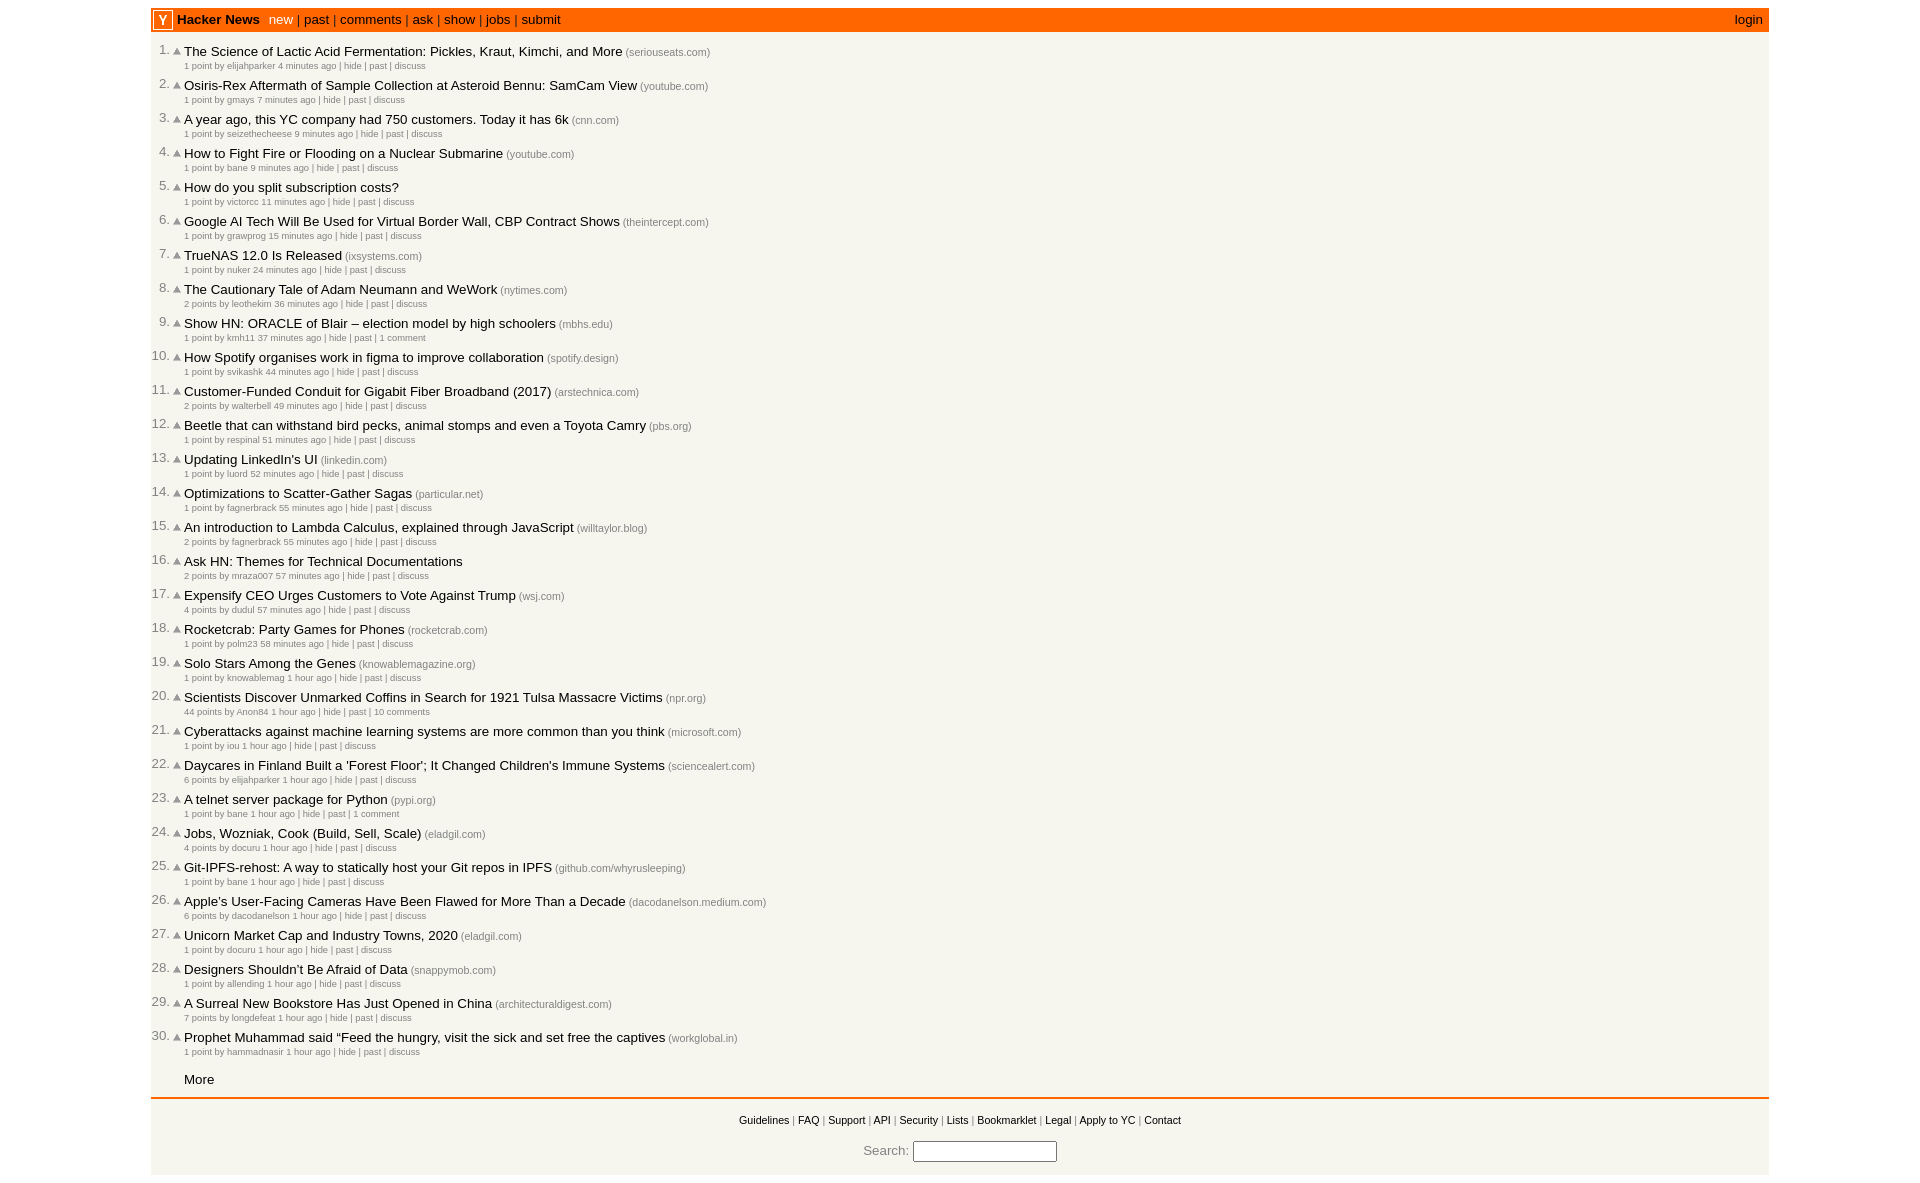 Y Hacker News new | past | comments | ask | show | jobs | submit login
1. The Science of Lactic Acid Fermentation: Pickles, Kraut, Kimchi, and More (seriouseats.com)
1 point by elijahparker 4 minutes ago | hide | past | discuss
2. Osiris-Rex Aftermath of Sample Collection at Asteroid Bennu: SamCam View (youtube.com)
1 point by gmays 7 minutes ago | hide | past | discuss
3. A year ago, this YC company had 750 customers. Today it has 6k (cnn.com)
1 point by seizethecheese 9 minutes ago | hide | past | discuss
4. How to Fight Fire or Flooding on a Nuclear Submarine (youtube.com)
1 point by bane 9 minutes ago | hide | past | discuss
5. How do you split subscription costs?
1 point by victorcc 11 minutes ago | hide | past | discuss
6. Google AI Tech Will Be Used for Virtual Border Wall, CBP Contract Shows (theintercept.com)
1 point by grawprog 15 minutes ago | hide | past | discuss
7. TrueNAS 12.0 Is Released (ixsystems.com)
1 point by nuker 24 minutes ago | hide | past | discuss
8. The Cautionary Tale of Adam Neumann and WeWork (nytimes.com)
2 points by leothekim 36 minutes ago | hide | past | discuss
9. Show HN: ORACLE of Blair – election model by high schoolers (mbhs.edu)
1 point by kmh11 37 minutes ago | hide | past | 1 comment
10. How Spotify organises work in figma to improve collaboration (spotify.design)
1 point by svikashk 44 minutes ago | hide | past | discuss
11. Customer-Funded Conduit for Gigabit Fiber Broadband (2017) (arstechnica.com)
2 points by walterbell 49 minutes ago | hide | past | discuss
12. Beetle that can withstand bird pecks, animal stomps and even a Toyota Camry (pbs.org)
1 point by respinal 51 minutes ago | hide | past | discuss
13. Updating LinkedIn's UI (linkedin.com)
1 point by luord 52 minutes ago | hide | past | discuss
14. Optimizations to Scatter-Gather Sagas (particular.net)
1 point by fagnerbrack 55 minutes ago | hide | past | discuss
15. An introduction to Lambda Calculus, explained through JavaScript (willtaylor.blog)
2 points by fagnerbrack 55 minutes ago | hide | past | discuss
16. Ask HN: Themes for Technical Documentations
2 points by mraza007 57 minutes ago | hide | past | discuss
17. Expensify CEO Urges Customers to Vote Against Trump (wsj.com)
4 points by dudul 57 minutes ago | hide | past | discuss
18. Rocketcrab: Party Games for Phones (rocketcrab.com)
1 point by polm23 58 minutes ago | hide | past | discuss
19. Solo Stars Among the Genes (knowablemagazine.org)
1 point by knowablemag 1 hour ago | hide | past | discuss
20. Scientists Discover Unmarked Coffins in Search for 1921 Tulsa Massacre Victims (npr.org)
44 points by Anon84 1 hour ago | hide | past | 10 comments
21. Cyberattacks against machine learning systems are more common than you think (microsoft.com)
1 point by iou 1 hour ago | hide | past | discuss
22. Daycares in Finland Built a 'Forest Floor'; It Changed Children's Immune Systems (sciencealert.com)
6 points by elijahparker 1 hour ago | hide | past | discuss
23. A telnet server package for Python (pypi.org)
1 point by bane 1 hour ago | hide | past | 1 comment
24. Jobs, Wozniak, Cook (Build, Sell, Scale) (eladgil.com)
4 points by docuru 1 hour ago | hide | past | discuss
25. Git-IPFS-rehost: A way to statically host your Git repos in IPFS (github.com/whyrusleeping)
1 point by bane 1 hour ago | hide | past | discuss
26. Apple’s User-Facing Cameras Have Been Flawed for More Than a Decade (dacodanelson.medium.com)
6 points by dacodanelson 1 hour ago | hide | past | discuss
27. Unicorn Market Cap and Industry Towns, 2020 (eladgil.com)
1 point by docuru 1 hour ago | hide | past | discuss
28. Designers Shouldn’t Be Afraid of Data (snappymob.com)
1 point by allending 1 hour ago | hide | past | discuss
29. A Surreal New Bookstore Has Just Opened in China (architecturaldigest.com)
7 points by longdefeat 1 hour ago | hide | past | discuss
30. Prophet Muhammad said “Feed the hungry, visit the sick and set free the captives (workglobal.in)
1 point by hammadnasir 1 hour ago | hide | past | discuss
More
Guidelines | FAQ | Support | API | Security | Lists | Bookmarklet | Legal | Apply to YC | Contact
Search: